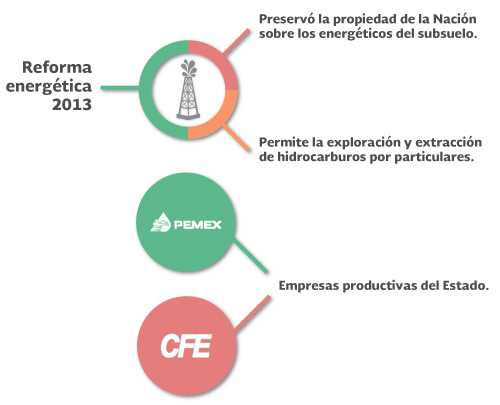 Preservó la propiedad de la Nación
sobre los energéticos del subsuelo.
Reforma
energética
2013
Permite la exploración y extracción
de hidrocarburos por particulares.
PEMEX
Empresas productivas del Estado.
CFE